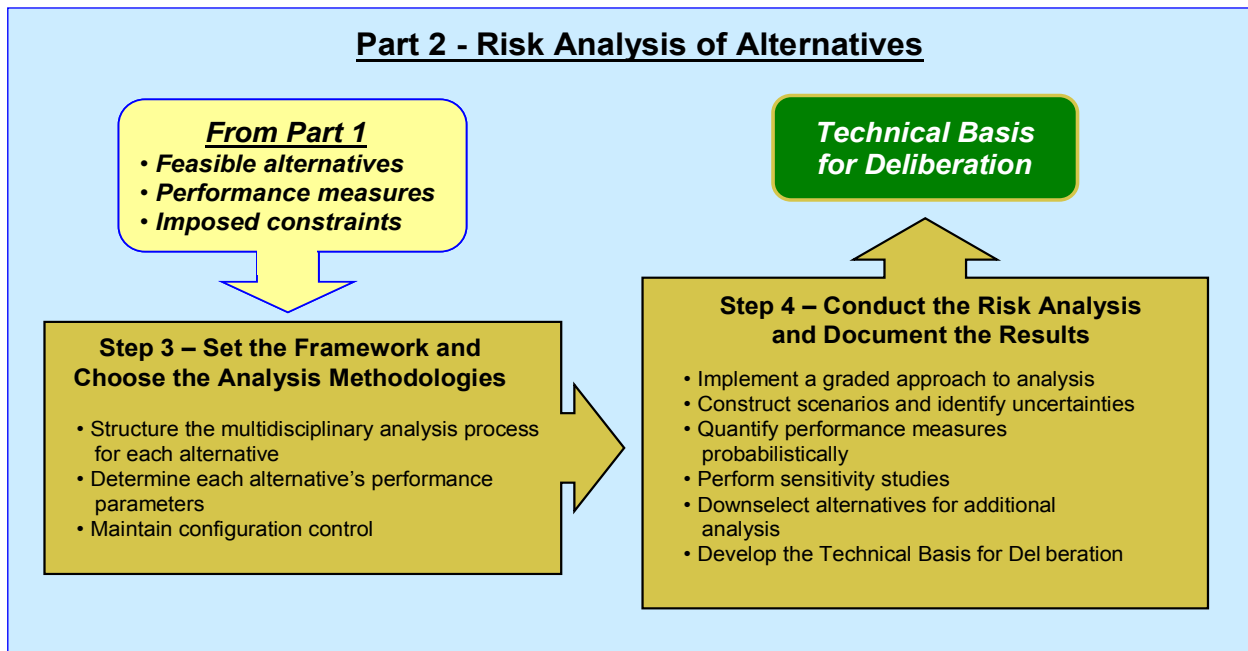 Part 2 - Risk Analysis of Alternatives
From Part 1
• Feasible alternatives
• Performance measures
• Imposed constraints
Technical Basis
for Deliberation
Step 3 – Set the Framework and
Choose the Analysis Methodologies
• Structure the multidisciplinary analysis process
for each alternative
• Determine each alternative's performance
parameters
• Maintain configuration control
Step 4 – Conduct the Risk Analysis
and Document the Results
• Implement a graded approach to analysis
• Construct scenarios and identify uncertainties
• Quantify performance measures
probabilistically
• Perform sensitivity studies
• Downselect alternatives for additional
analysis
• Develop the Technical Basis for Del beration